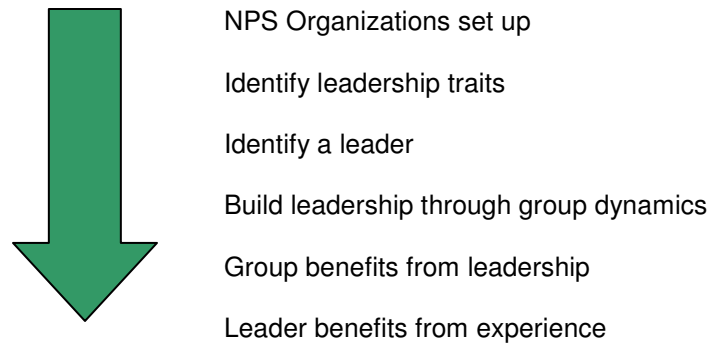 NPS Organizations set up
Identify leadership traits
Identify a leader
Build leadership through group dynamics
Group benefits from leadership
Leader benefits from experience